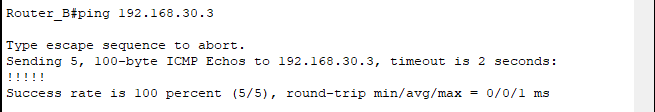 Router_B#ping 192.168.30.3
Type escape sequence to abort.
Sending 5, 100-byte ICMP Echos to 192.168.30.3, timeout is 2 seconds:
!!!!!
Success rate is 100 percent (5/5), round-trip min/avg/max = 0/0/1 ms